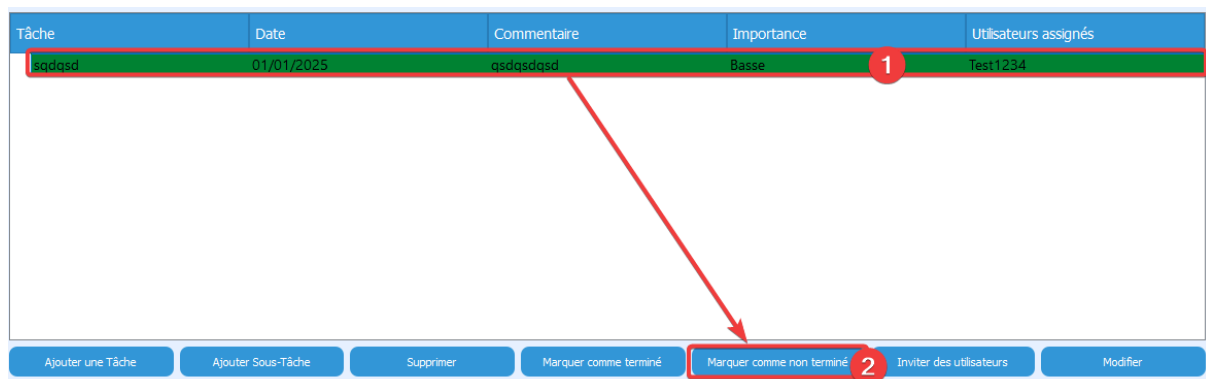 Tâche Date Commentaire Importance Utilisateurs assignés
sqdqsd 01/01/2025 qsdqsdqsd Basse 1 Test1234
Ajouter une Tâche Ajouter Sous-Tâche Supprimer Marquer comme terminé Marquer comme non terminé 2 Inviter des utilisateurs Modifier